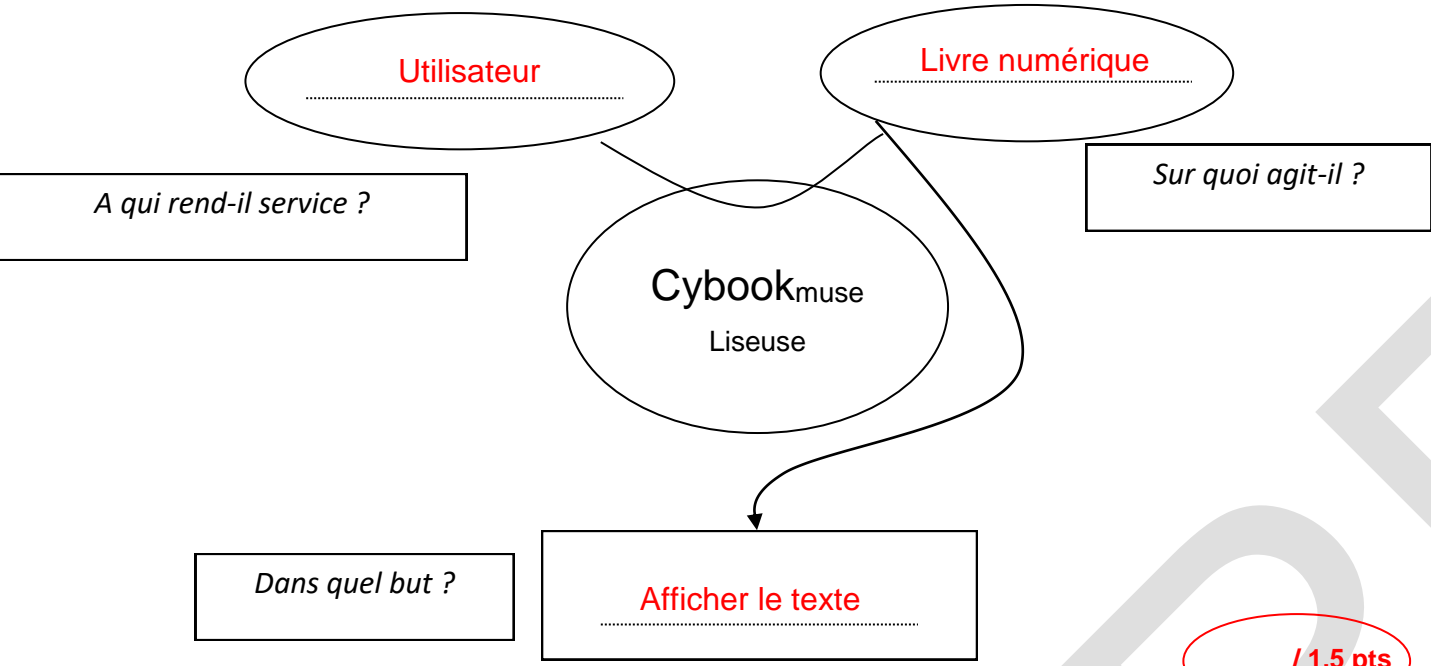 Utilisateur
Livre numérique
A qui rend-il service ?
Sur quoi agit-il ?
Cybookmuse
Liseuse
Dans quel but ?
Afficher le texte
/ 1,5 pts